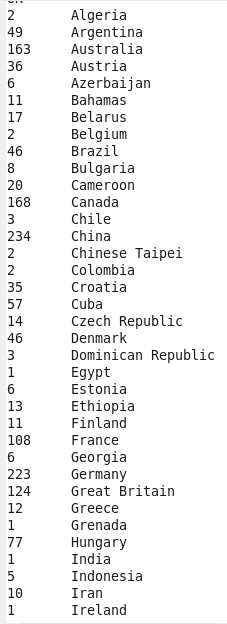 2 Algeria
49 Argentina
163 Australia
36 Austria
6 Azerbaijan
11 Bahamas
17 Belarus
2 Belgium
46 Brazil
8 Bulgaria
20 Cameroon
168 Canada
3 Chile
234 China
2 Chinese Taipei
2 Colombia
35 Croatia
57 Cuba
14 Czech Republic
46 Denmark
3 Dominican Republic
1 Egypt
6 Estonia
13 Ethiopia
11 Finland
108 France
6 Georgia
223 Germany
124 Great Britain
12 Greece
1 Grenada
77 Hungary
1 India
5 Indonesia
10 Iran
1 Ireland